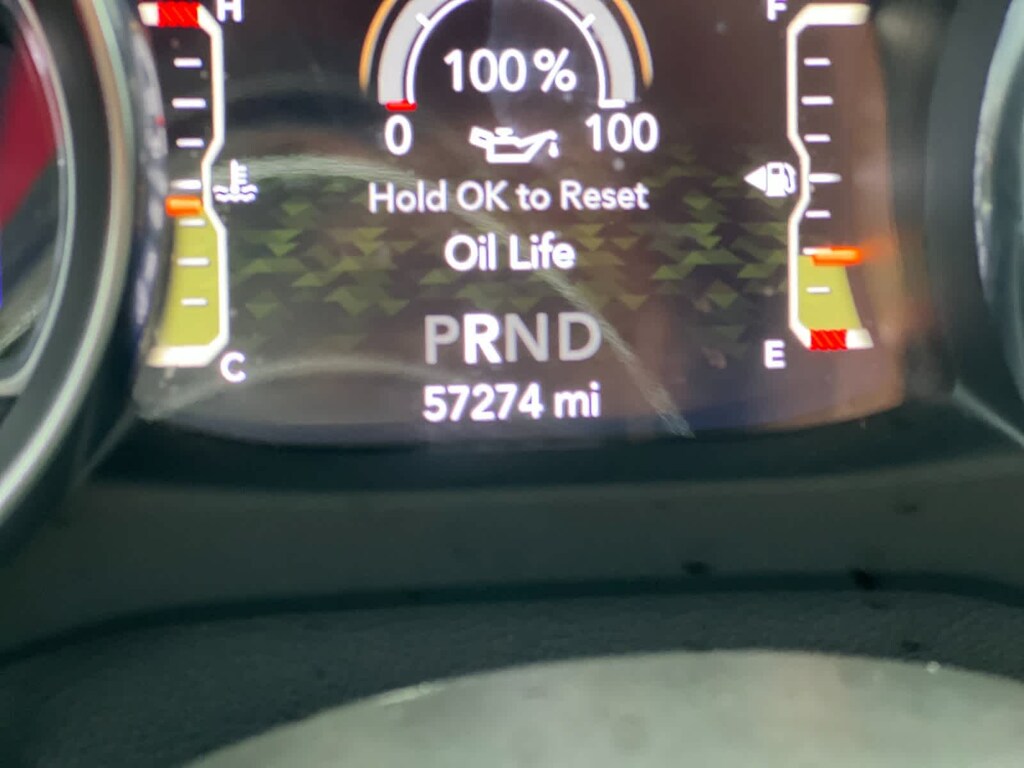 H F
100%
0 100
Hold OK to Reset
Oil Life
PRND
C E
57274 mi